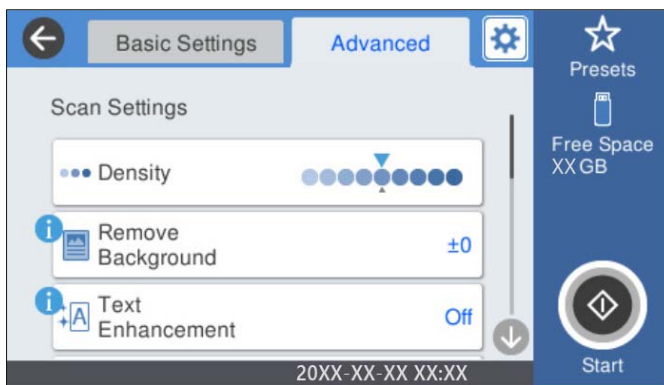 Basic Settings
Advanced
Presets
Scan Settings
Free Space
XX GB
Density
Remove
Background
±0
Text
Enhancement
Off
Start
20XX-XX-XX XX:XX